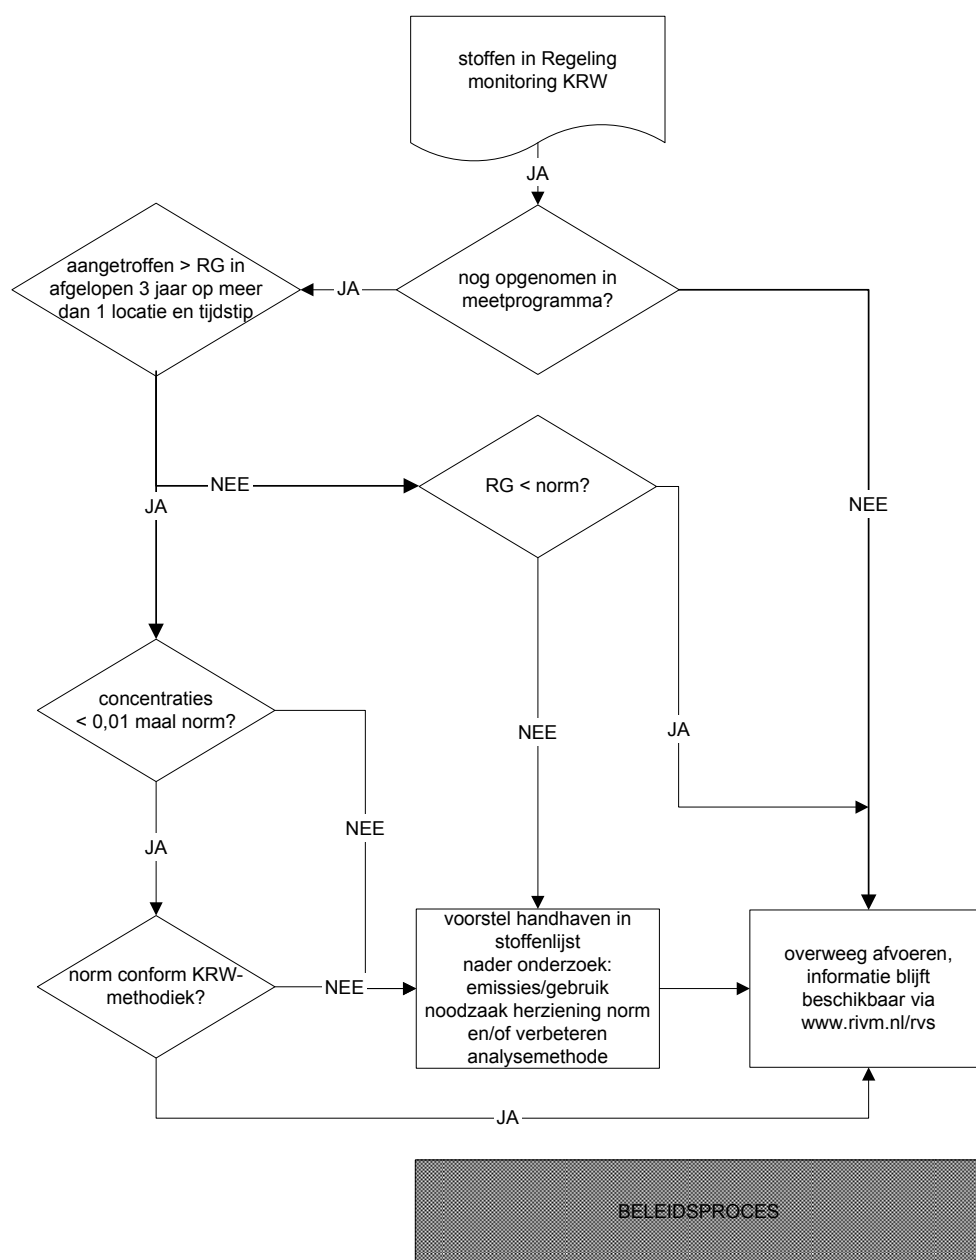 stoffen in Regeling
monitoring KRW
JA
nog opgenomen in
meetprogramma?
JA
aangetroffen > RG in
afgelopen 3 jaar op meer
dan 1 locatie en tijdstip
NEE
RG < norm?
NEE
JA
concentraties
< 0,01 maal norm?
NEE
JA
NEE
JA
norm conform KRW-
methodiek?
NEE
voorstel handhaven in
stoffenlijst
nader onderzoek:
emissies/gebruik
noodzaak herziening norm
en/of verbeteren
analysemethode
overweeg afvoeren,
informatie blijft
beschikbaar via
www.rivm.nl/rvs
JA
BELEIDSPROCES